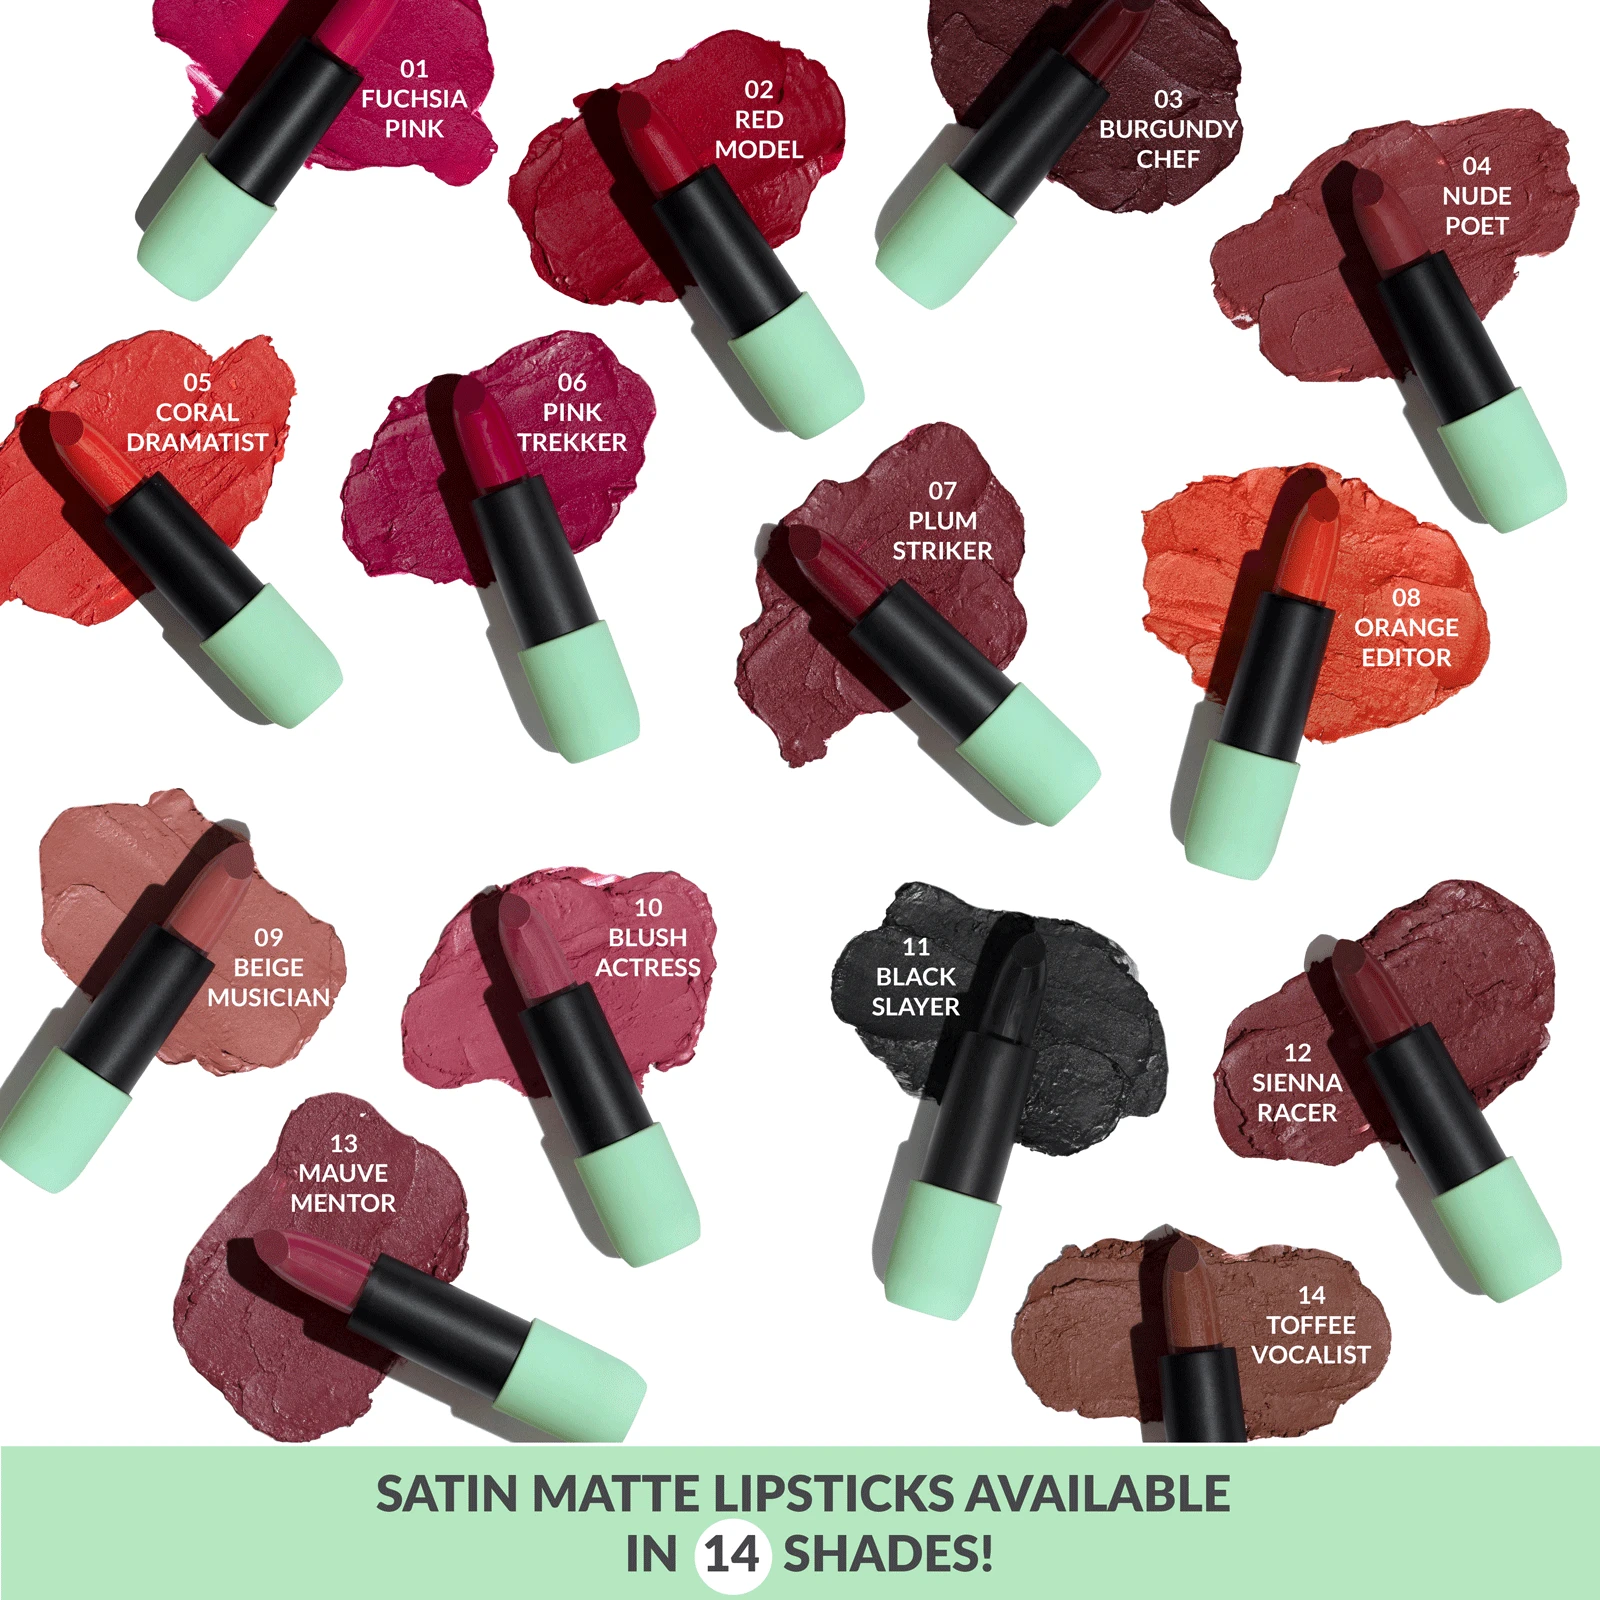 01
FUCHSIA
PINK
02
RED
MODEL
03
BURGUNDY
CHEF
04
NUDE
POET
05
CORAL
DRAMATIST
06
PINK
TREKKER
07
PLUM
STRIKER
08
ORANGE
EDITOR
09
BEIGE
MUSICIAN
10
BLUSH
ACTRESS
11
BLACK
SLAYER
12
SIENNA
RACER
13
MAUVE
MENTOR
14
TOFFEE
VOCALIST
SATIN MATTE LIPSTICKS AVAILABLE
IN 14 SHADES!